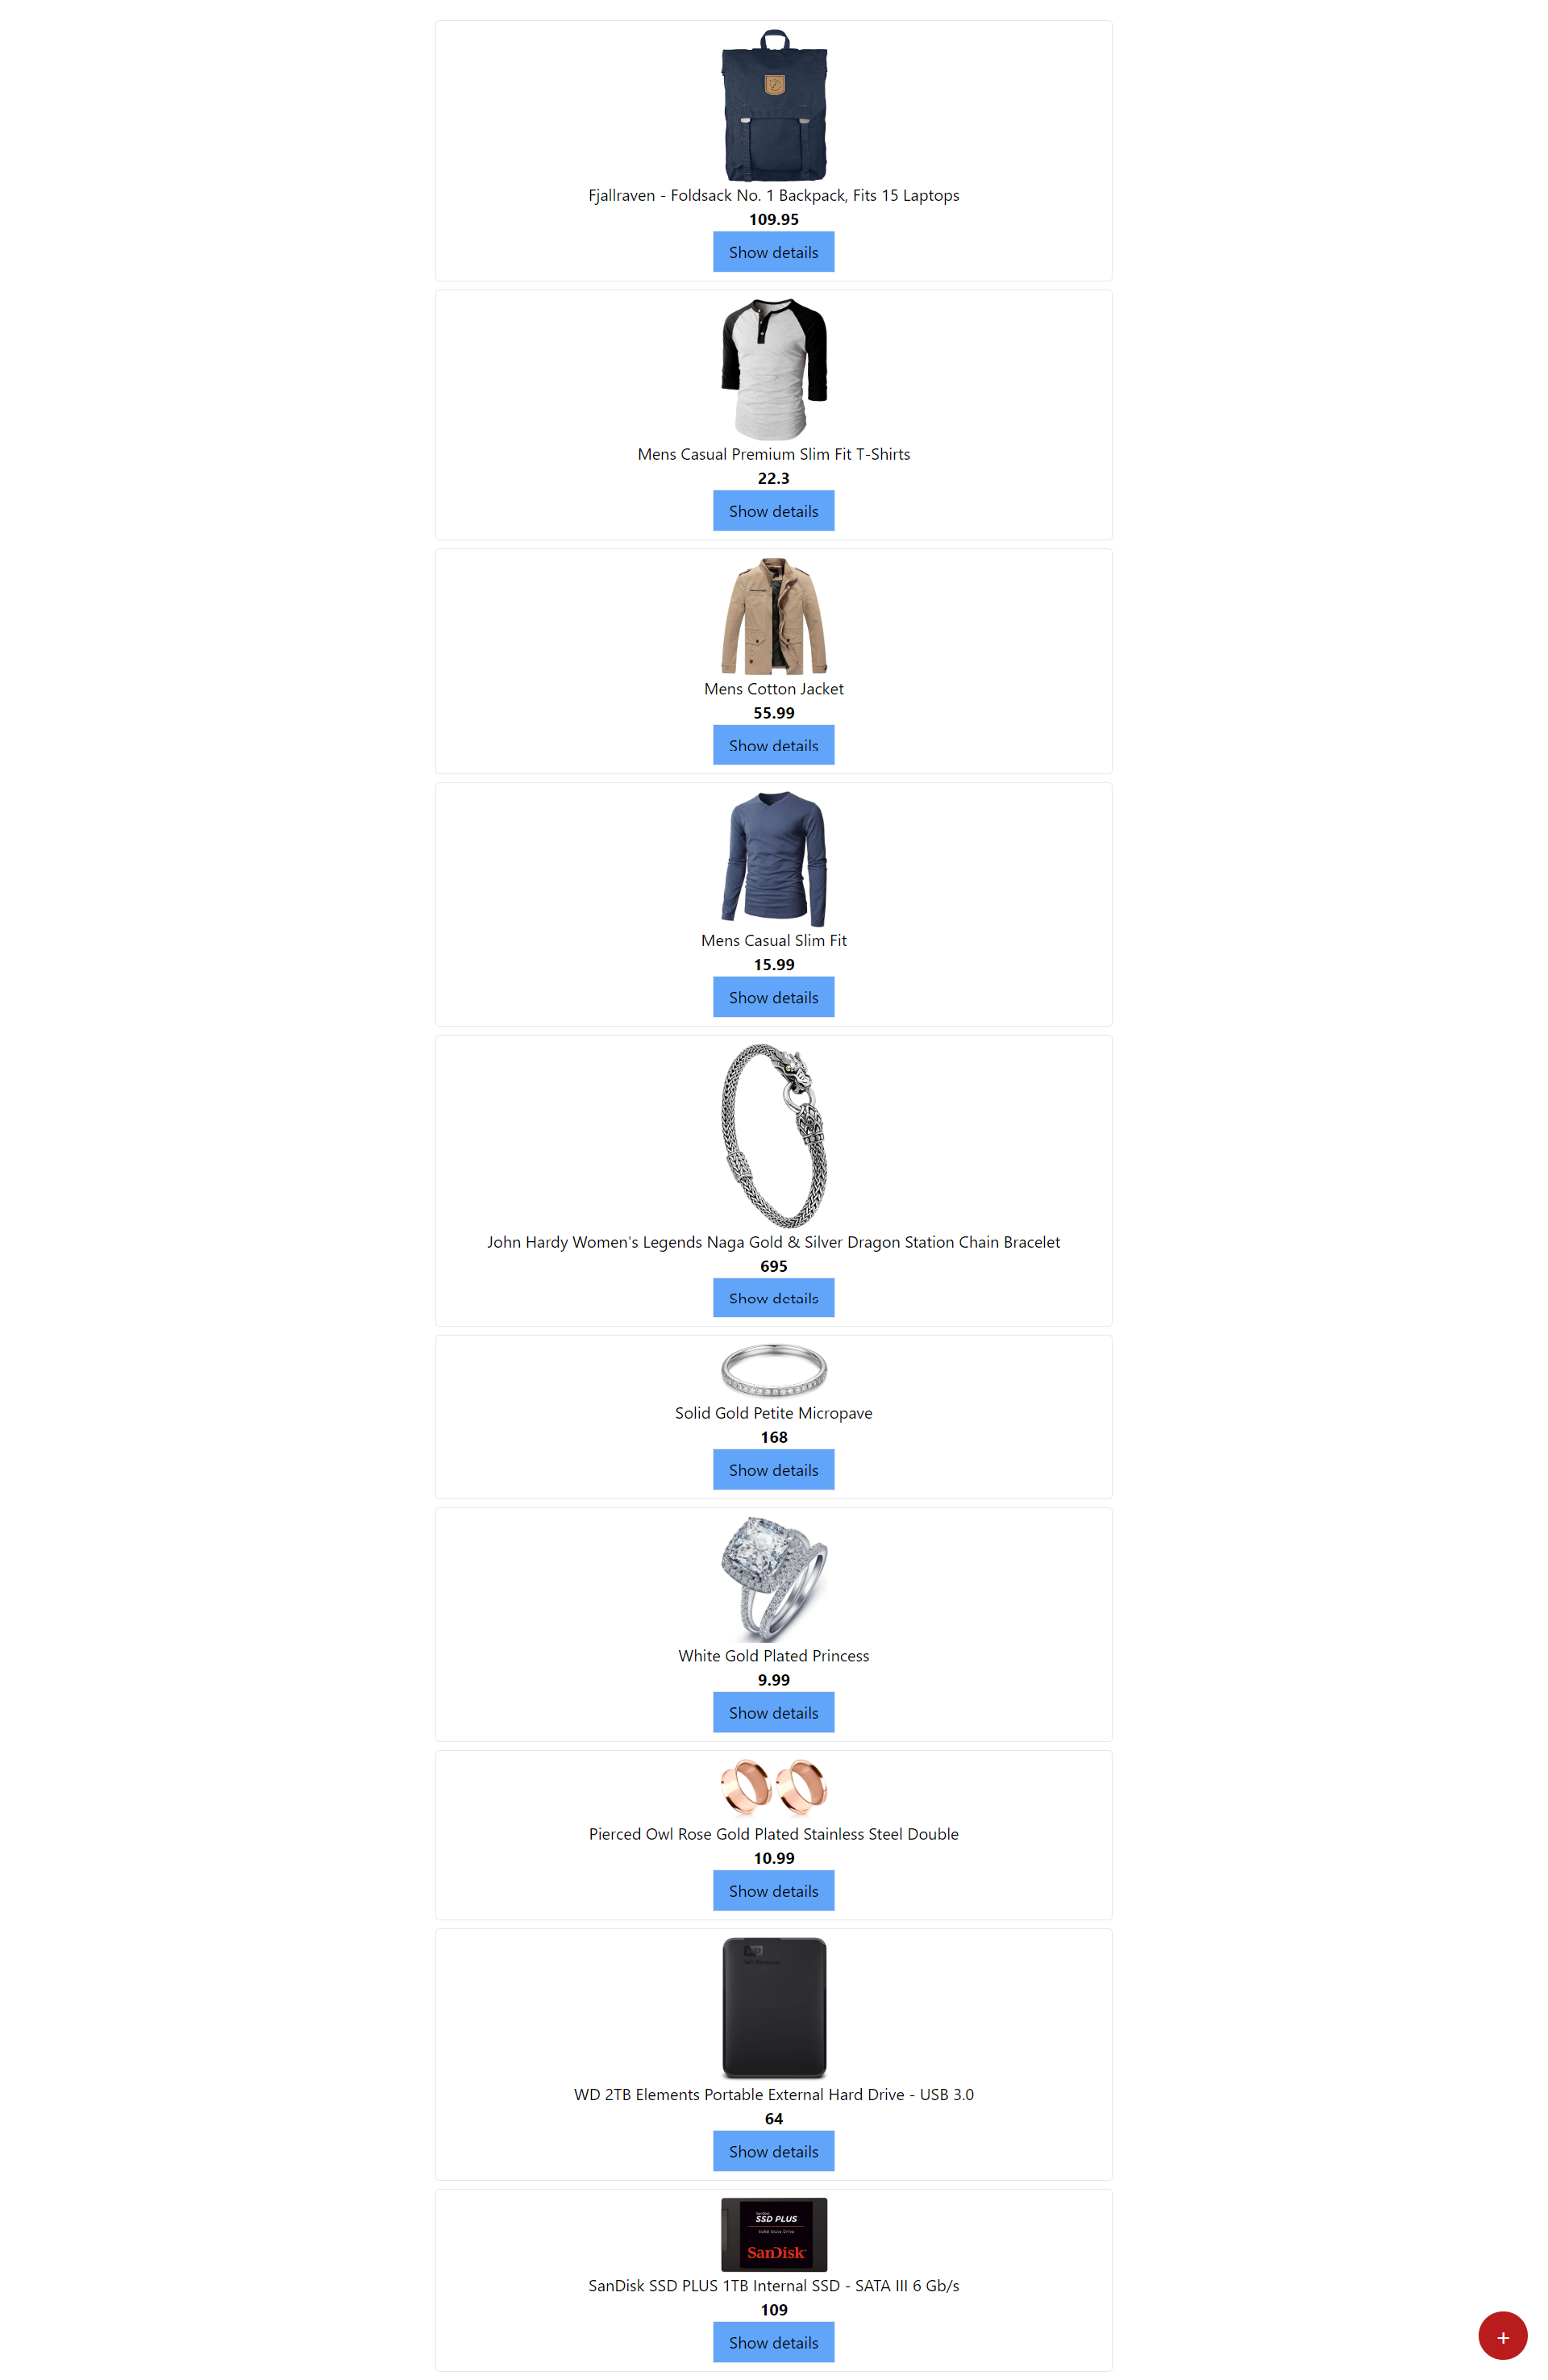 Fjallraven - Foldsack No. 1 Backpack, Fits 15 Laptops
109.95
Show details
Mens Casual Premium Slim Fit T-Shirts
22.3
Show details
Mens Cotton Jacket
55.99
Show details
Mens Casual Slim Fit
15.99
Show details
John Hardy Women's Legends Naga Gold & Silver Dragon Station Chain Bracelet
695
Show details
Solid Gold Petite Micropave
168
Show details
White Gold Plated Princess
9.99
Show details
Pierced Owl Rose Gold Plated Stainless Steel Double
10.99
Show details
WD Elements
WD 2TB Elements Portable External Hard Drive - USB 3.0
64
Show details
SSD PLUS
SanDisk
SanDisk SSD PLUS 1TB Internal SSD - SATA III 6 Gb/s
109
Show details
+